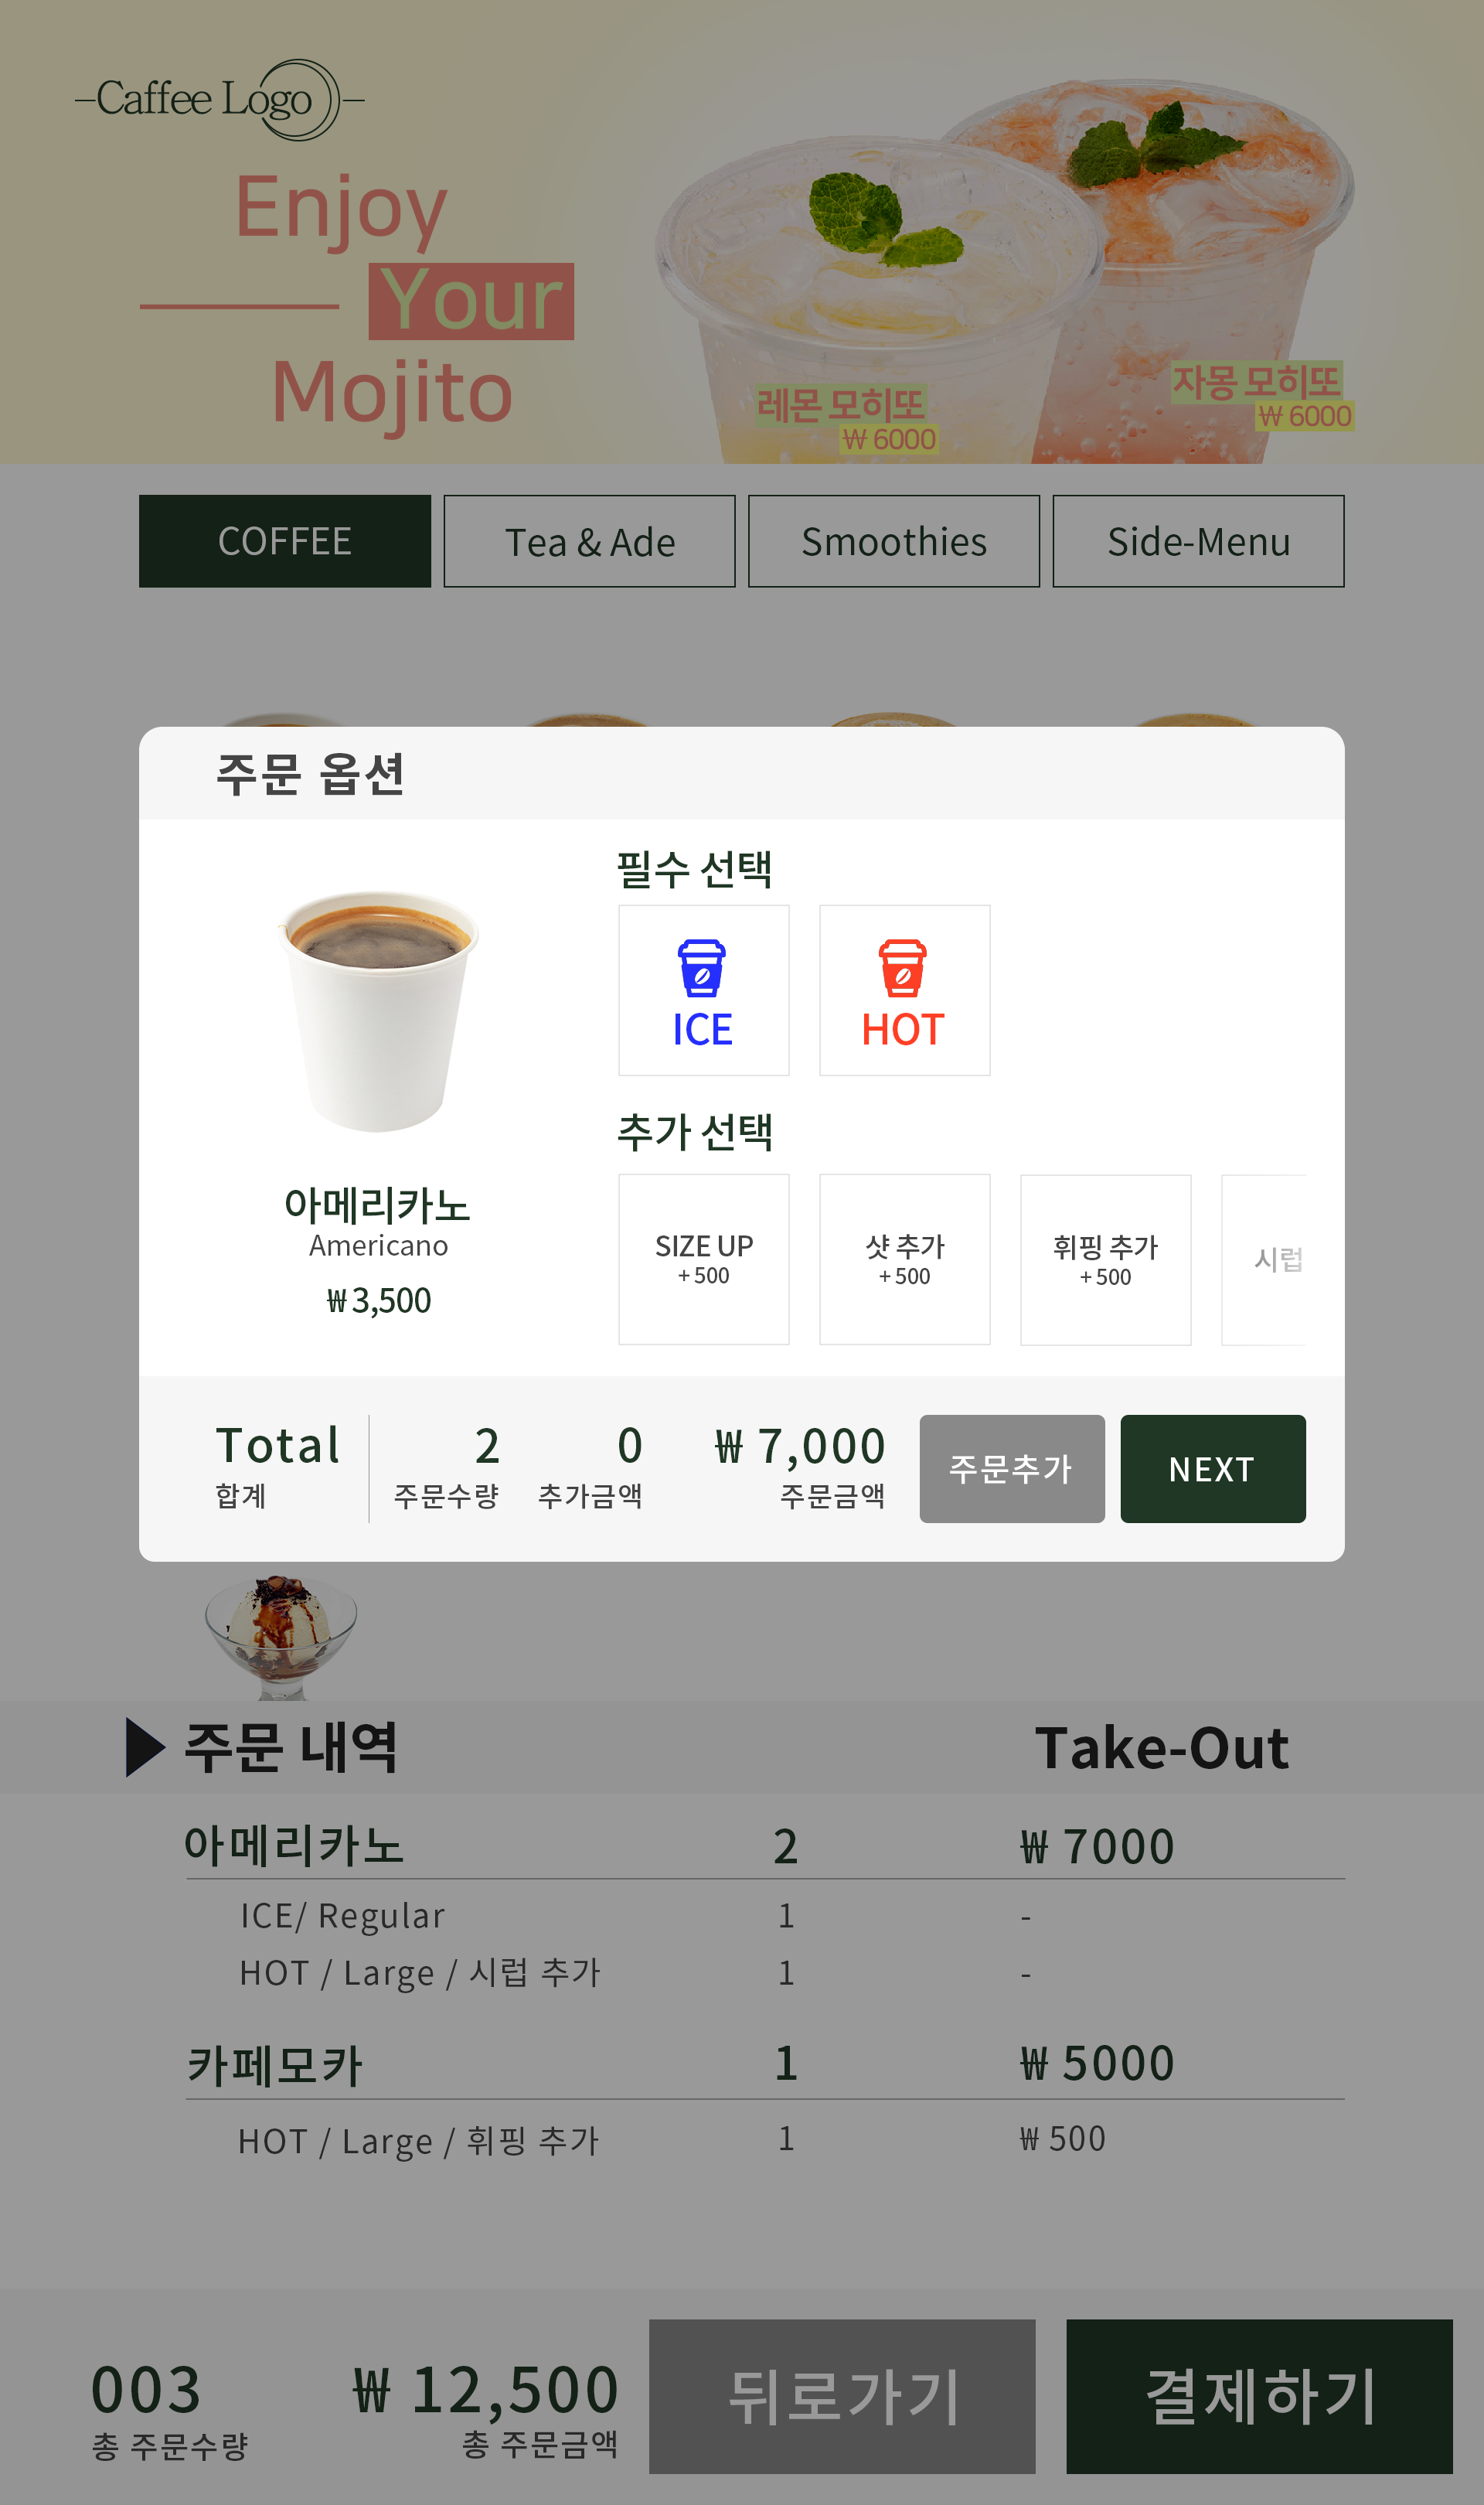 Caffee Logo
Enjoy
Your
Mojito
레몬 모히또
₩ 6000
자몽 모히또
₩ 6000
COFFEE
Tea & Ade
Smoothies
Side-Menu
주문 옵션
필수 선택
ICE
HOT
추가 선택
SIZE UP
+ 500
샷 추가
+ 500
휘핑 추가
+ 500
시럽
아메리카노
Americano
₩ 3,500
Total
합계
2
주문수량
0
추가금액
₩ 7,000
주문금액
주문추가
NEXT
주문 내역 Take-Out
아메리카노 2 ₩ 7000
ICE/ Regular 1 -
HOT / Large / 시럽 추가 1 -
카페모카 1 ₩ 5000
HOT / Large / 휘핑 추가 1 ₩ 500
003
총 주문수량
₩ 12,500
총 주문금액
뒤로가기
결제하기